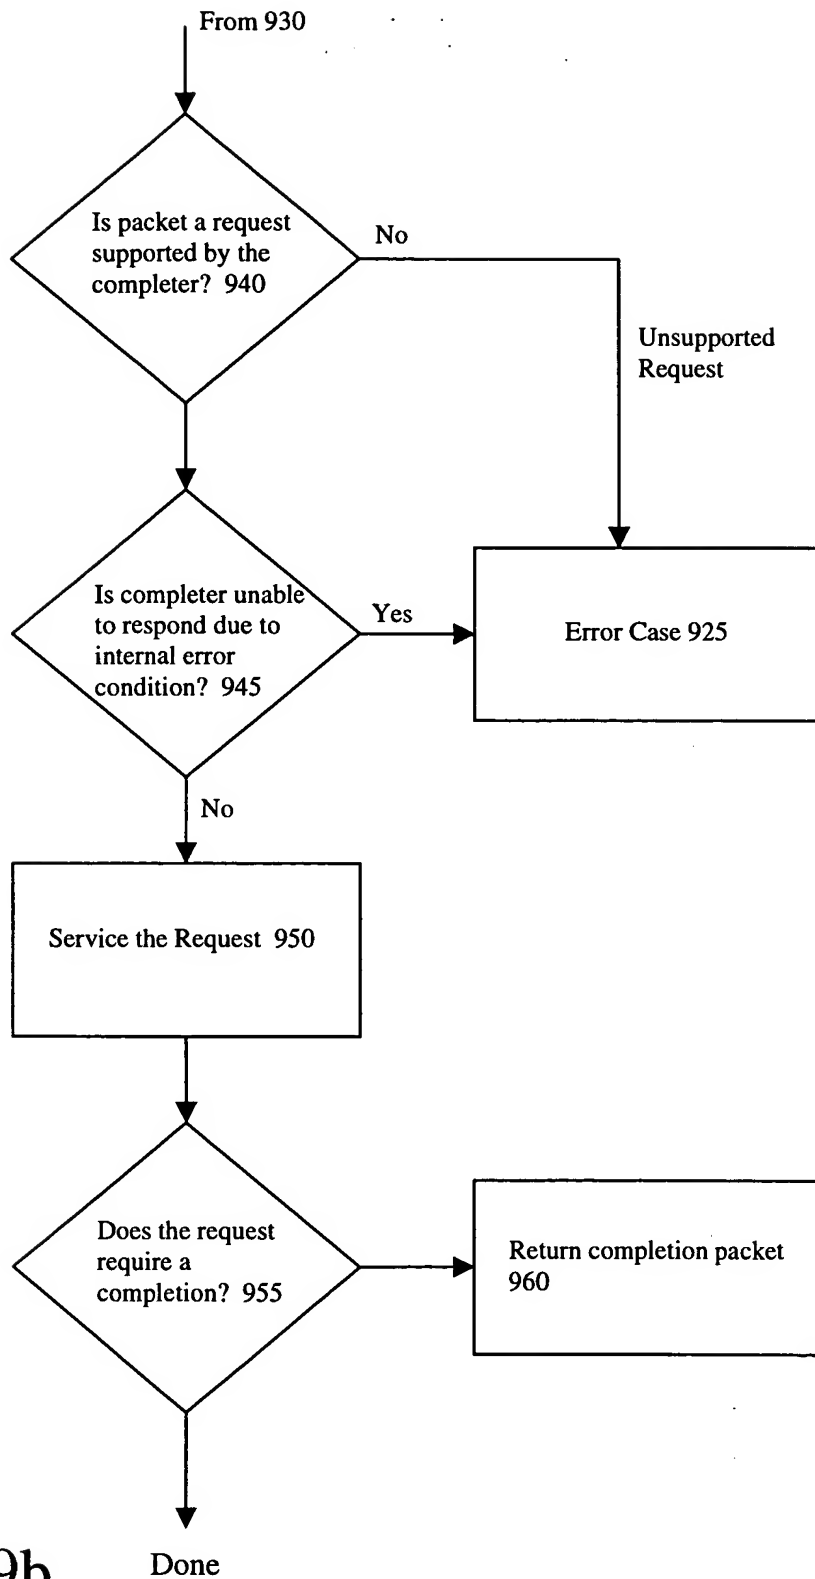 From 930
Is packet a request
supported by the
completer? 940
No
Unsupported
Request
Is completer unable
to respond due to
internal error
condition? 945
Yes
Error Case 925
No
Service the Request 950
Does the request
require a
completion? 955
Return completion packet
960
9b
Done